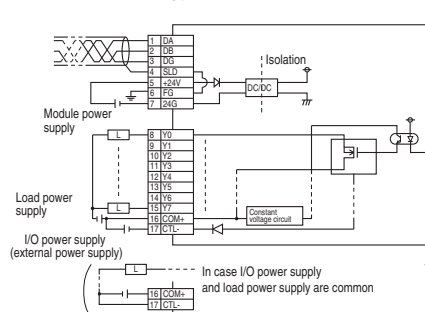 1 DA
2 DB
3 DG
4 SLD
5 +24V
6 FG
7 24G
Isolation
DC/DC
Module power
supply
L
8 Y0
9 Y1
10 Y2
11 Y3
12 Y4
13 Y5
14 Y6
L
15 Y7
16 COM+
17 CTL-
Load power
supply
Constant
voltage circuit
I/O power supply
(external power supply)
L
In case I/O power supply
and load power supply are common
16 COM+
17 CTL-